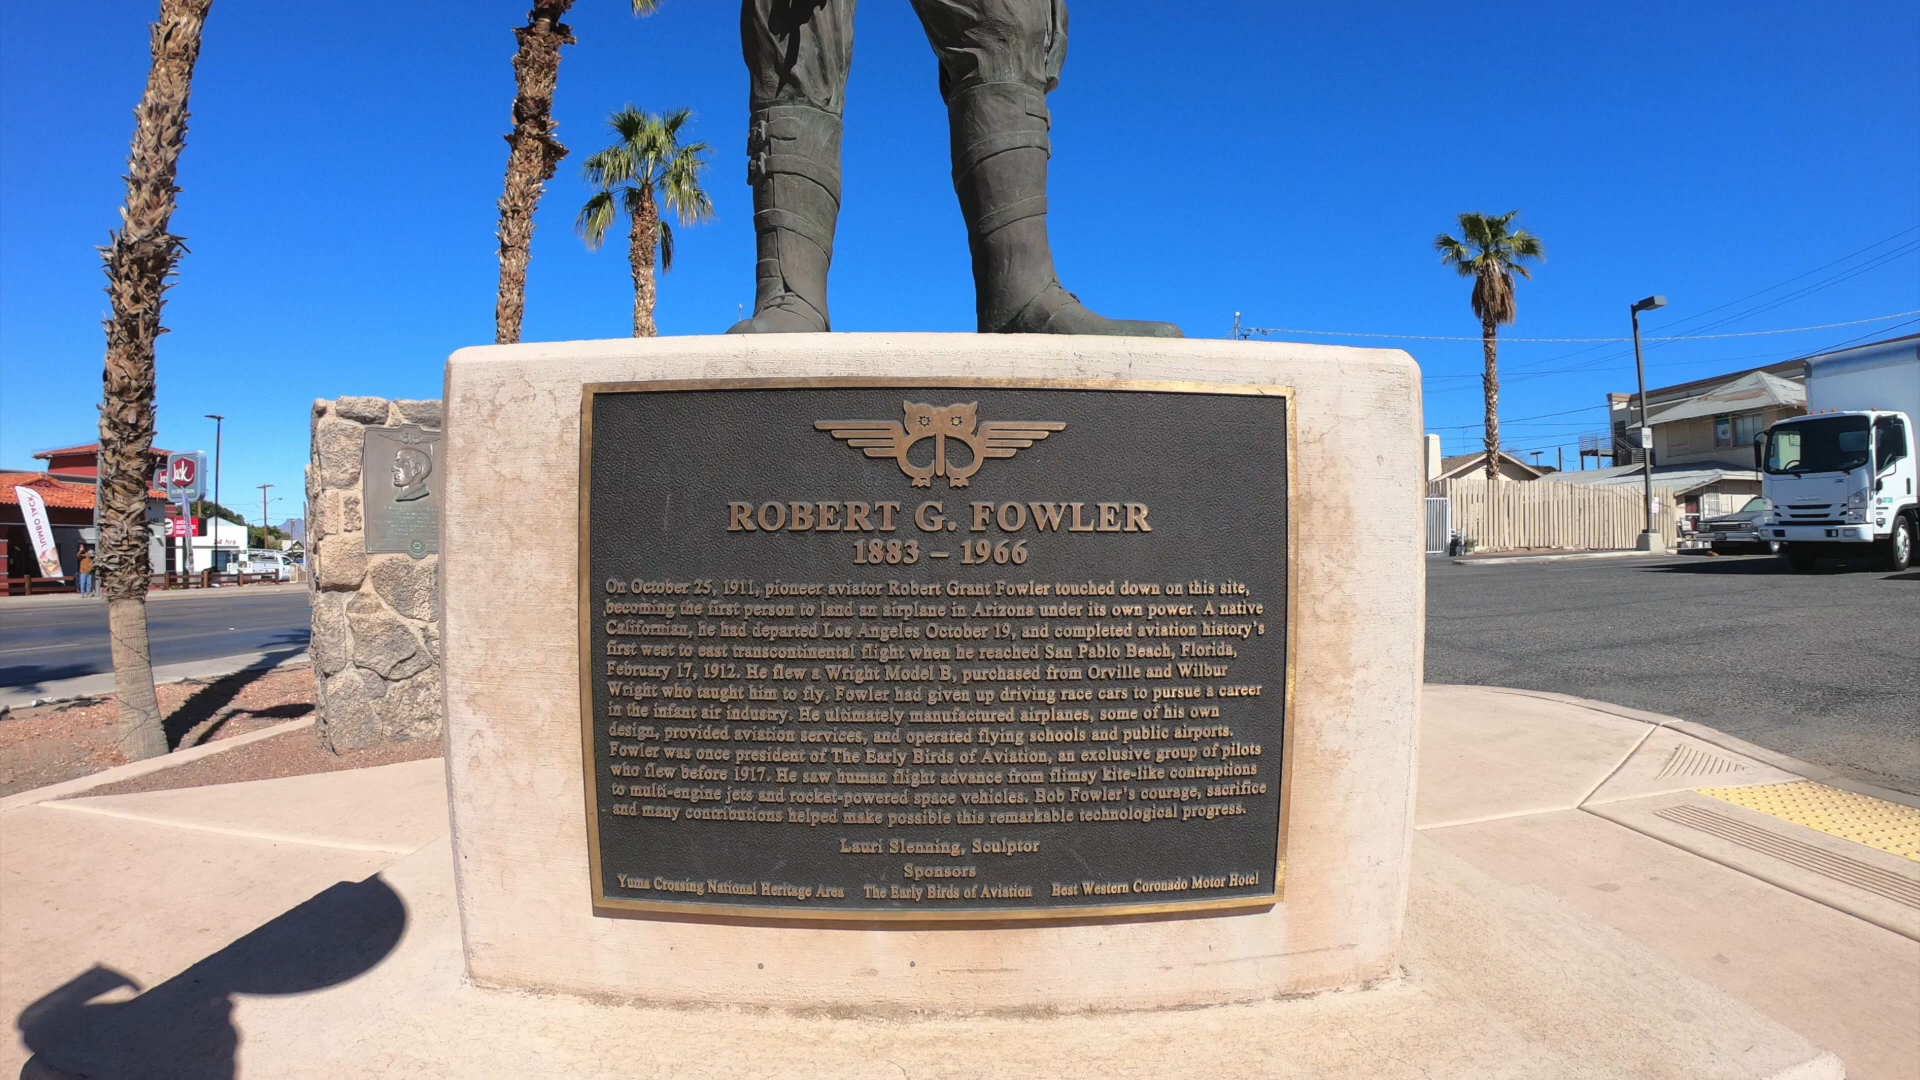 ROBERT G. FOWLER
1883 – 1966
On October 25, 1911, pioneer aviator Robert Grant Fowler touched down on this site,
becoming the first person to land an airplane in Arizona under its own power. A native
Californian, he had departed Los Angeles October 19, and completed aviation history's
first west to east transcontinental flight when he reached San Pablo Beach, Florida,
February 17, 1912. He flew a Wright Model B, purchased from Orville and Wilbur
Wright who taught him to fly. Fowler had given up driving race cars to pursue a career
in the infant air industry. He ultimately manufactured airplanes, some of his own
design, provided aviation services, and operated flying schools and public airports.
Fowler was once president of The Early Birds of Aviation, an exclusive group of pilots
who flew before 1917. He saw human flight advance from flimsy kite-like contraptions
to multi-engine jets and rocket-powered space vehicles. Bob Fowler's courage, sacrifice
and many contributions helped make possible this remarkable technological progress.
Lauri Slenning, Sculptor
Sponsors
Yuma Crossing National Heritage Area The Early Birds of Aviation Best Western Coronado Motor Hotel
Jack
JUMBO JACK
24 hrs